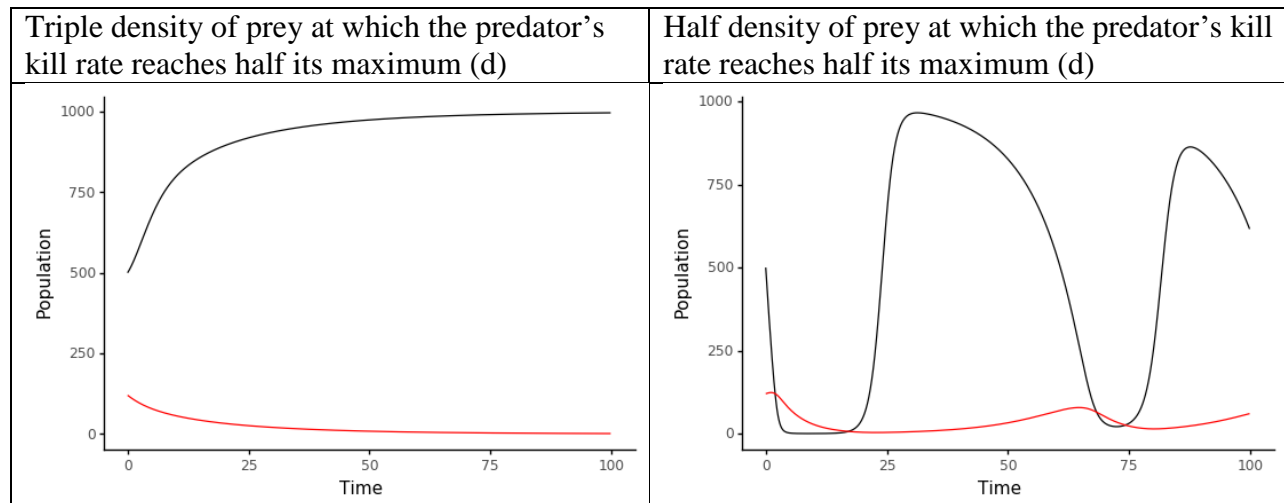 Triple density of prey at which the predator’s
kill rate reaches half its maximum (d)
Half density of prey at which the predator’s kill
rate reaches half its maximum (d)
1000
750
500
250
0
Population
0 25 50 75 100
Time
1000
750
500
250
0
Population
0 25 50 75 100
Time